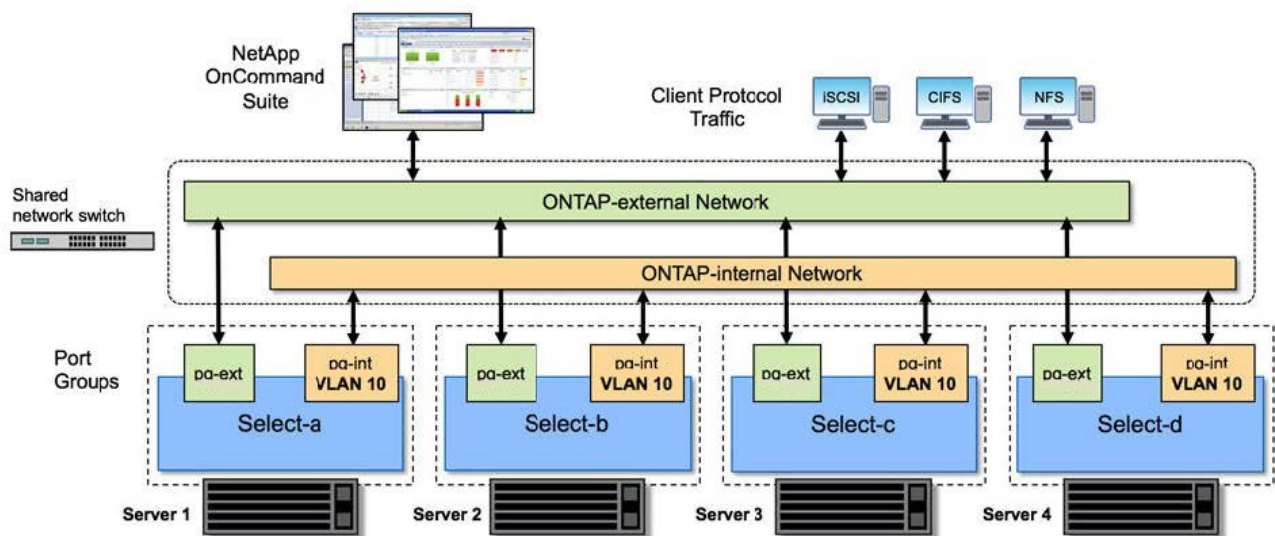 NetApp
OnCommand
Suite
Client Protocol
Traffic
iSCSI
CIFS
NFS
Shared
network switch
ONTAP-external Network
ONTAP-internal Network
Port
Groups
pg-ext
pg-int
VLAN 10
Select-a
pg-ext
pg-int
VLAN 10
Select-b
pg-ext
pg-int
VLAN 10
Select-c
pg-ext
pg-int
VLAN 10
Select-d
Server 1
Server 2
Server 3
Server 4